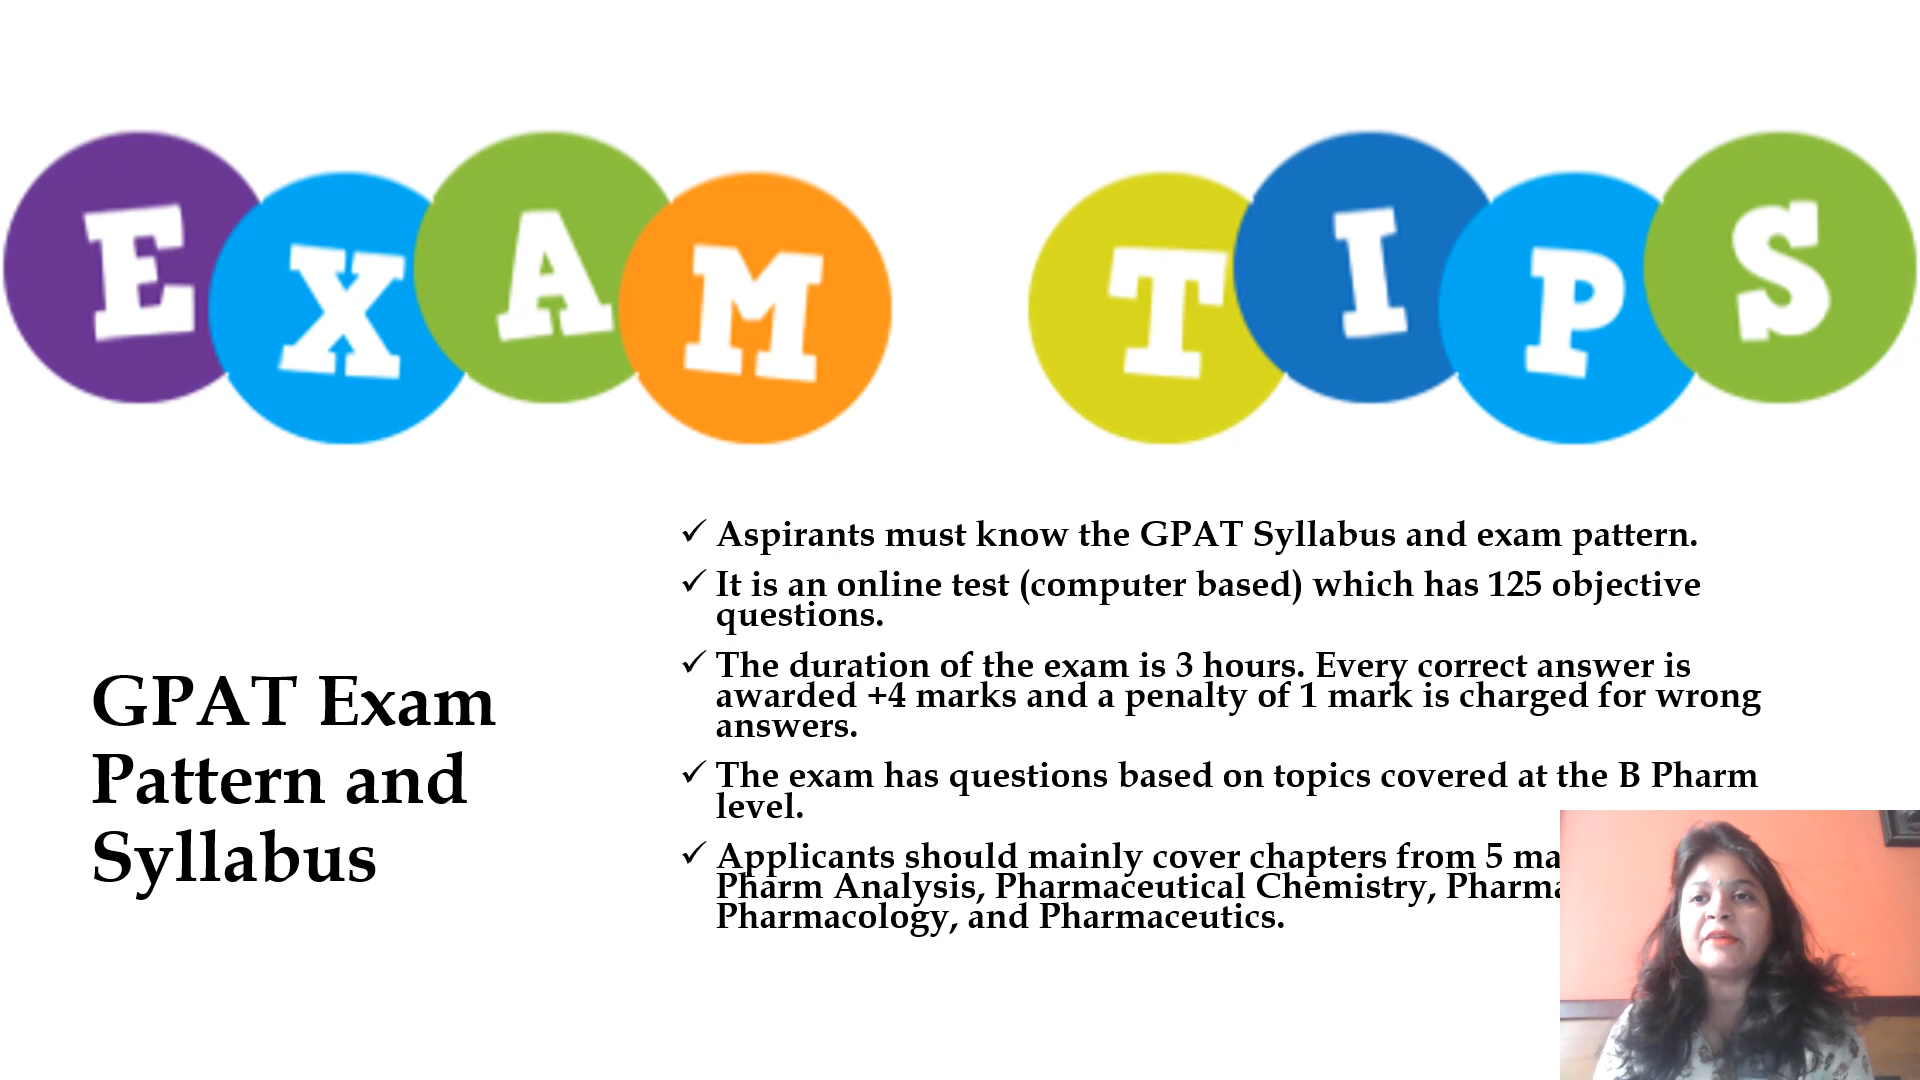 EXAM TIPS
GPAT Exam
Pattern and
Syllabus
✓ Aspirants must know the GPAT Syllabus and exam pattern.
✓ It is an online test (computer based) which has 125 objective
questions.
✓ The duration of the exam is 3 hours. Every correct answer is
awarded +4 marks and a penalty of 1 mark is charged for wrong
answers.
✓ The exam has questions based on topics covered at the B Pharm
level.
✓ Applicants should mainly cover chapters from 5
Pharm Analysis, Pharmaceutical Chemistry,
Pharmacology, and Pharmaceutics.